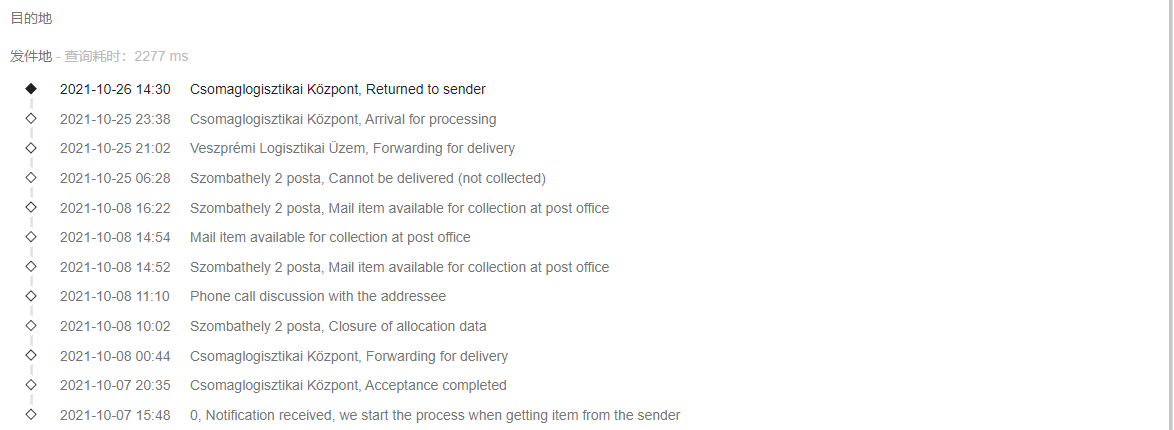 目的地
发件地 - 查询耗时：2277 ms
2021-10-26 14:30 Csomaglogisztikai Központ, Returned to sender
2021-10-25 23:38 Csomaglogisztikai Központ, Arrival for processing
2021-10-25 21:02 Veszprémi Logisztikai Üzem, Forwarding for delivery
2021-10-25 06:28 Szombathely 2 posta, Cannot be delivered (not collected)
2021-10-08 16:22 Szombathely 2 posta, Mail item available for collection at post office
2021-10-08 14:54 Mail item available for collection at post office
2021-10-08 14:52 Szombathely 2 posta, Mail item available for collection at post office
2021-10-08 11:10 Phone call discussion with the addressee
2021-10-08 10:02 Szombathely 2 posta, Closure of allocation data
2021-10-08 00:44 Csomaglogisztikai Központ, Forwarding for delivery
2021-10-07 20:35 Csomaglogisztikai Központ, Acceptance completed
2021-10-07 15:48 0, Notification received, we start the process when getting item from the sender